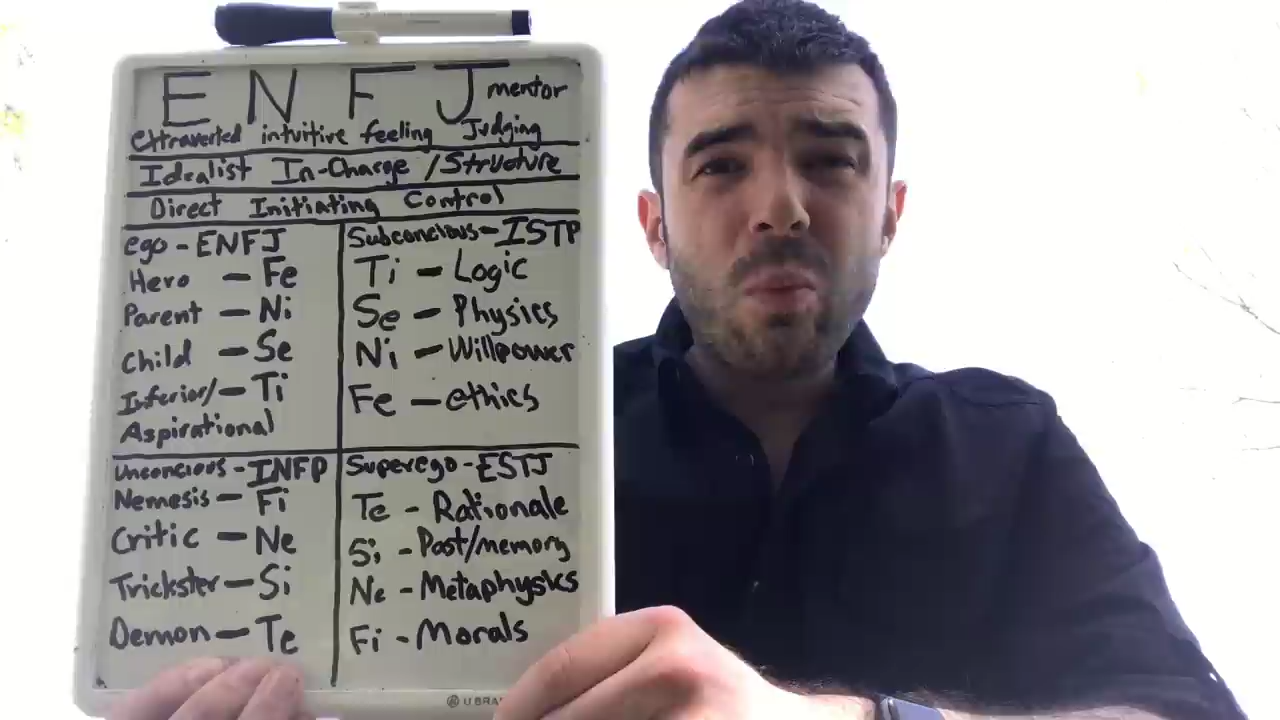 E N F J mentor
extraverted intuitive feeling Judging
Idealist In-Charge / Structure
Direct Initiating Control
ego - ENFJ
Hero - Fe
Parent - Ni
Child - Se
Inferior/ - Ti
Aspirational
Subconcious - ISTP
Ti - Logic
Se - Physics
Ni - Willpower
Fe - ethics
Unconcious - INFP
Nemesis - Fi
Critic - Ne
Trickster - Si
Demon - Te
Superego - ESTJ
Te - Rationale
Si - Past/memory
Ne - Metaphysics
Fi - Morals
U BRA